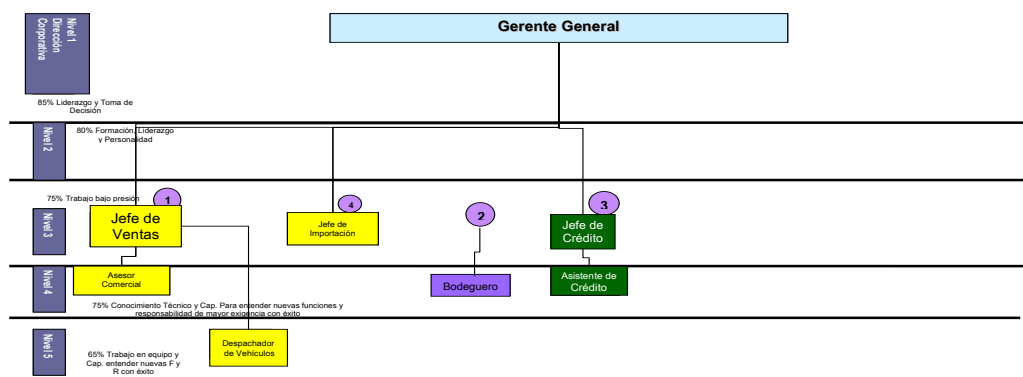 Nivel 1
Dirección
Corporativa
Gerente General
85% Liderazgo y Toma de
Decisión
Nivel 2
80% Formación, Liderazgo
y Personalidad
75% Trabajo bajo presión
1
4
2
3
Nivel 3
Jefe de
Ventas
Jefe de
Importación
Jefe de
Crédito
Nivel 4
Asesor
Comercial
Bodeguero
Asistente de
Crédito
75% Conocimiento Técnico y Cap. Para entender nuevas funciones y
responsabilidad de mayor exigencia con éxito
Nivel 5
65% Trabajo en equipo y
Cap. entender nuevas F y
R con éxito
Despachador
de Vehículos